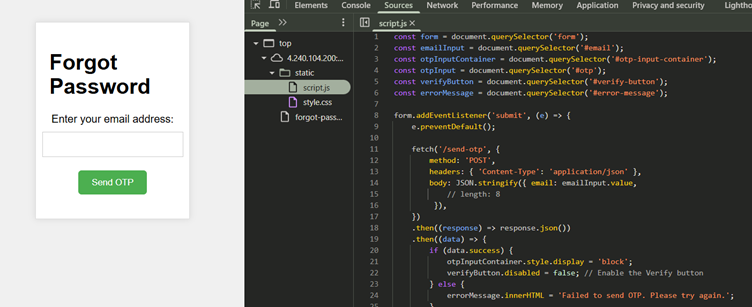 Forgot
Password
Enter your email address:
Send OTP
Elements Console Sources Network Performance Memory Application Privacy and security
Page
script.js
top
4.240.104.200:...
static
script.js
style.css
forgot-pass...
1 const form = document.querySelector('form');
2 const emailInput = document.querySelector('#email');
3 const otpInputContainer = document.querySelector('#otp-input-container');
4 const otpInput = document.querySelector('#otp');
5 const verifyButton = document.querySelector('#verify-button');
6 const errorMessage = document.querySelector('#error-message');
7
8 form.addEventListener('submit', (e) => {
9 e.preventDefault();
10
11 fetch('/send-otp', {
12 method: 'POST',
13 headers: { 'Content-Type': 'application/json' },
14 body: JSON.stringify({ email: emailInput.value,
15 // length: 8
16 }),
17 })
18 .then((response) => response.json())
19 .then((data) => {
20 if (data.success) {
21 otpInputContainer.style.display = 'block';
22 verifyButton.disabled = false; // Enable the Verify button
23 } else {
24 errorMessage.innerHTML = 'Failed to send OTP. Please try again.';